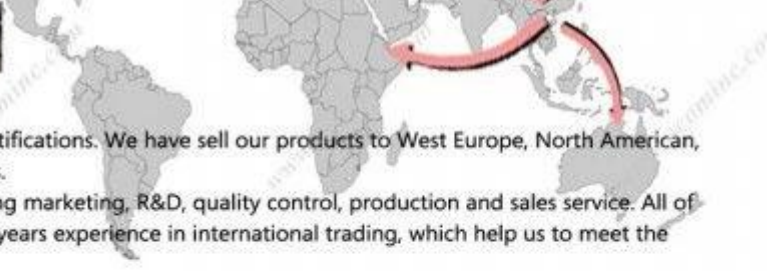 tifications. We have sell our products to West Europe, North American,
.
ng marketing, R&D, quality control, production and sales service. All of
years experience in international trading, which help us to meet the